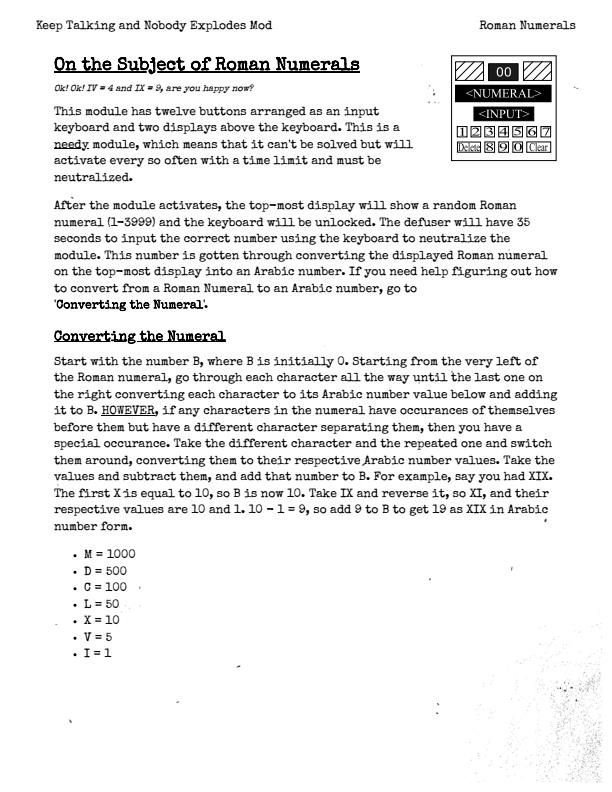 Keep Talking and Nobody Explodes Mod
Roman Numerals
On the Subject of Roman Numerals
Ok! Ok! IV = 4 and IX = 9, are you happy now?
00
<NUMERAL>
<INPUT>
1 2 3 4 5 6 7
Delete 8 9 0 Clear
This module has twelve buttons arranged as an input
keyboard and two displays above the keyboard. This is a
needy module, which means that it can't be solved but will
activate every so often with a time limit and must be
neutralized.
After the module activates, the top-most display will show a random Roman
numeral (1-3999) and the keyboard will be unlocked. The defuser will have 35
seconds to input the correct number using the keyboard to neutralize the
module. This number is gotten through converting the displayed Roman numeral
on the top-most display into an Arabic number. If you need help figuring out how
to convert from a Roman Numeral to an Arabic number, go to
'Converting the Numeral'.
Converting the Numeral
Start with the number B, where B is initially 0. Starting from the very left of
the Roman numeral, go through each character all the way until the last one on
the right converting each character to its Arabic number value below and adding
it to B. HOWEVER, if any characters in the numeral have occurances of themselves
before them but have a different character separating them, then you have a
special occurance. Take the different character and the repeated one and switch
them around, converting them to their respective Arabic number values. Take the
values and subtract them, and add that number to B. For example, say you had XIX.
The first X is equal to 10, so B is now 10. Take IX and reverse it, so XI, and their
respective values are 10 and 1. 10 - 1 = 9, so add 9 to B to get 19 as XIX in Arabic
number form.
• M = 1000
• D = 500
• C = 100
• L = 50
• X = 10
• V = 5
• I = 1